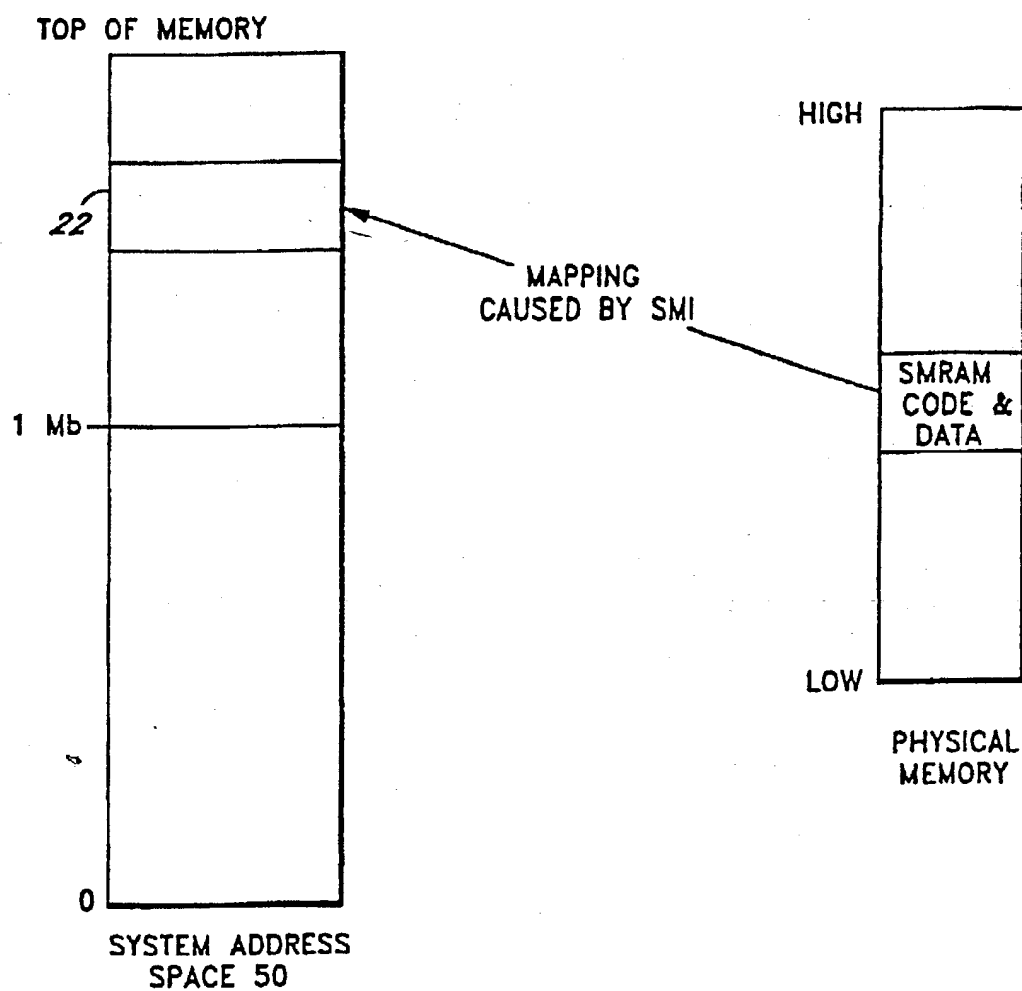 TOP OF MEMORY
22
1 Mb
0
SYSTEM ADDRESS
SPACE 50
MAPPING
CAUSED BY SMI
HIGH
SMRAM
CODE &
DATA
LOW
PHYSICAL
MEMORY